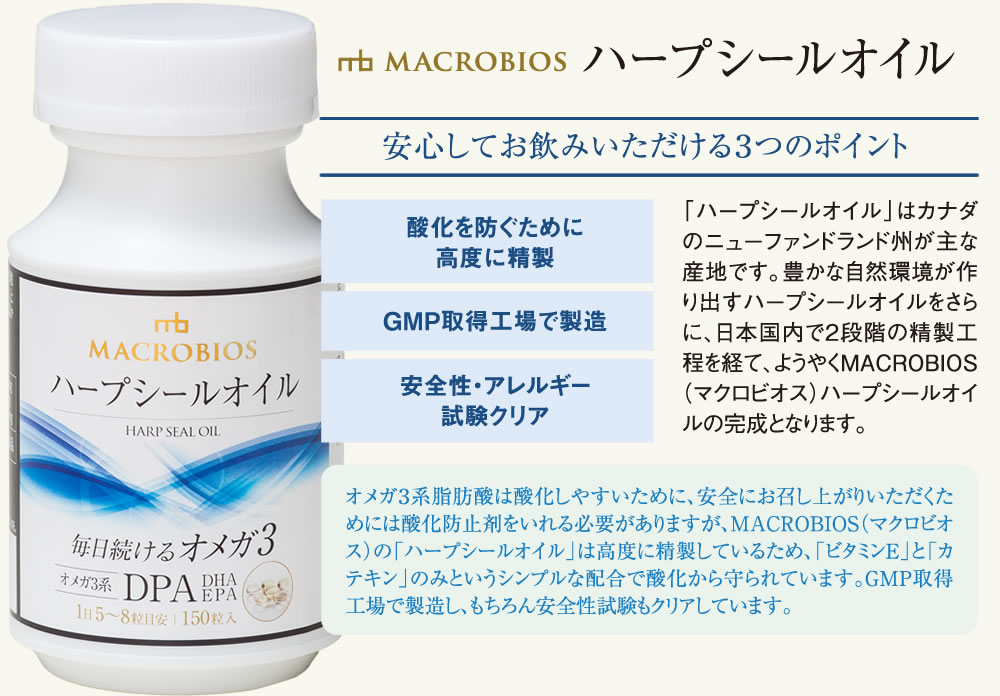 mb MACROBIOS ハープシールオイル
安心してお飲みいただける3つのポイント
酸化を防ぐために
高度に精製
GMP取得工場で製造
安全性・アレルギー
試験クリア
「ハープシールオイル」はカナダ
のニューファンドランド州が主な
産地です。豊かな自然環境が作
り出すハープシールオイルをさら
に、日本国内で2段階の精製工
程を経て、ようやくMACROBIOS
（マクロビオス）ハープシールオイ
ルの完成となります。
オメガ3系脂肪酸は酸化しやすいために、安全にお召し上がりいただくた
めには酸化防止剤をいれる必要がありますが、MACROBIOS（マクロビオ
ス）の「ハープシールオイル」は高度に精製しているため、「ビタミンE」と「カ
テキン」のみというシンプルな配合で酸化から守られています。GMP取得
工場で製造し、もちろん安全性試験もクリアしています。
mb
MACROBIOS
ハープシールオイル
HARP SEAL OIL
毎日続けるオメガ3
オメガ3系 DPA DHA EPA
1日5〜8粒目安 | 150粒入